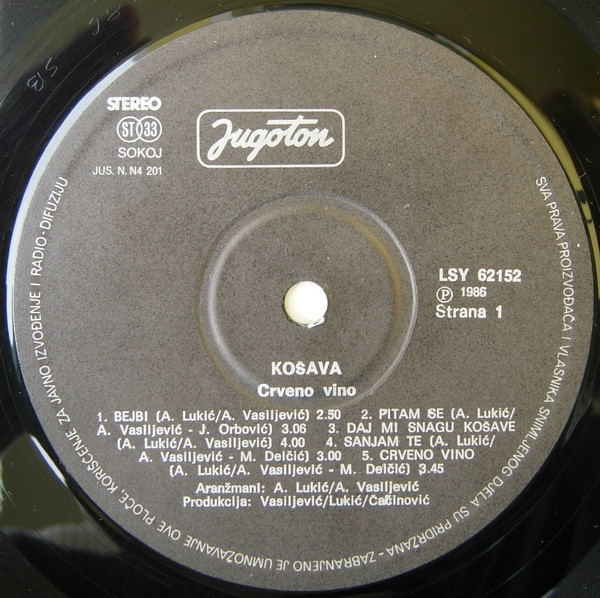 STEREO
ST 33
SOKOJ
JUS. N. N4 201
Jugoton
LSY 62152
Ⓟ 1986
Strana 1
KOŠAVA
Crveno vino
1. BEJBI (A. Lukić/A. Vasiljević) 2.50 2. PITAM SE (A. Lukić/
A. Vasiljević - J. Orbović) 3.06 3. DAJ MI SNAGU KOŠAVE
(A. Lukić/A. Vasiljević) 4.00 4. SANJAM TE (A. Lukić/
A. Vasiljević - M. Delčić) 3.00 5. CRVENO VINO
(A. Lukić/A. Vasiljević - M. Delčić) 3.45
Aranžmani: A. Lukić/A. Vasiljević
Produkcija: Vasiljević/Lukić/Čačinović
SVA PRAVA PROIZVOĐAČA I VLASNIKA SNIMLJENOG DJELA SU PRIDRŽANA - ZABRANJENO JE UMNOŽAVANJE OVE PLOČE, KORIŠĆENJE ZA JAVNO IZVOĐENJE I RADIO-DIFUZIJU